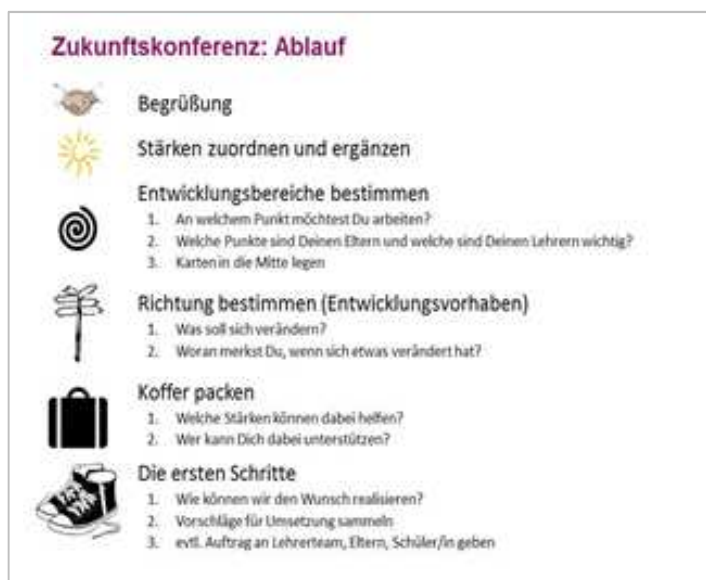 Zukunftskonferenz: Ablauf
Begrüßung
Stärken zuordnen und ergänzen
Entwicklungsbereiche bestimmen
1. An welchem Punkt möchtest Du arbeiten?
2. Welche Punkte sind Deinen Eltern und welche sind Deinen Lehrern wichtig?
3. Karten in die Mitte legen
Richtung bestimmen (Entwicklungsvorhaben)
1. Was soll sich verändern?
2. Woran merkst Du, wenn sich etwas verändert hat?
Koffer packen
1. Welche Stärken können dabei helfen?
2. Wer kann Dich dabei unterstützen?
Die ersten Schritte
1. Wie können wir den Wunsch realisieren?
2. Vorschläge für Umsetzung sammeln
3. evtl. Auftrag an Lehrerteam, Eltern, Schüler/in geben